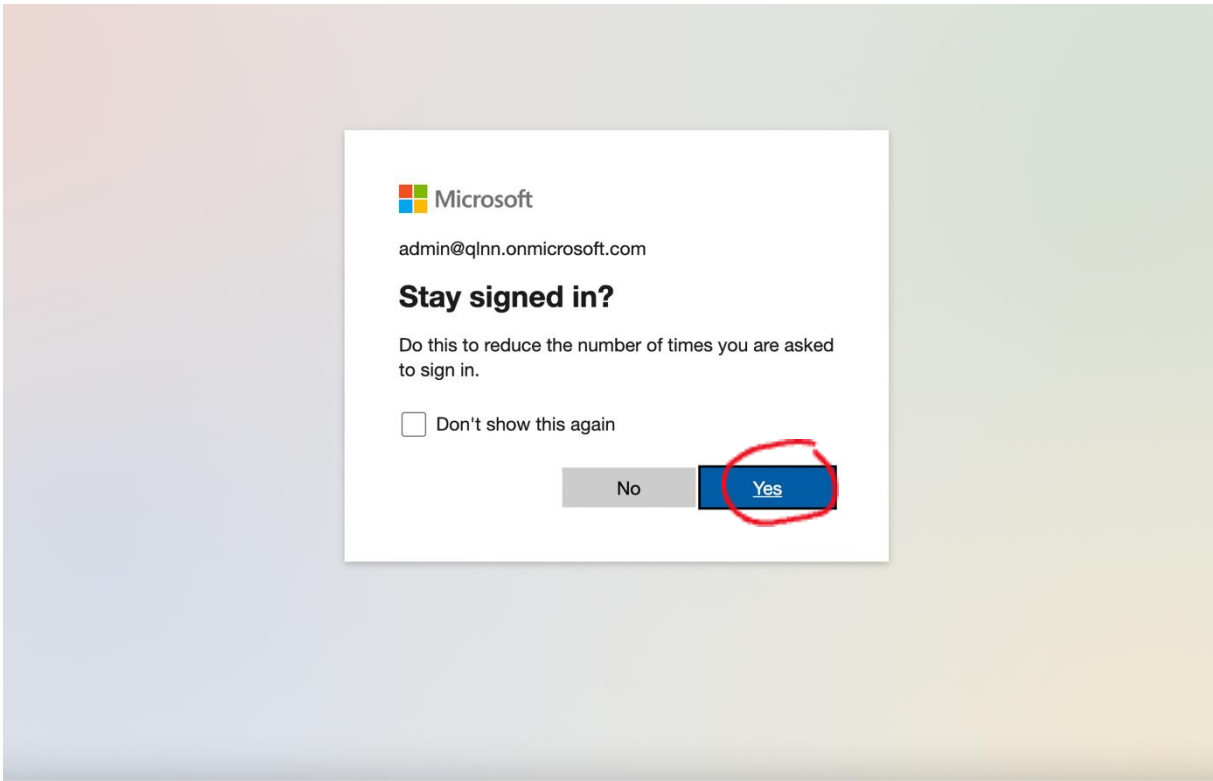 Microsoft
admin@qlnn.onmicrosoft.com
Stay signed in?
Do this to reduce the number of times you are asked
to sign in.
Don't show this again
No
Yes